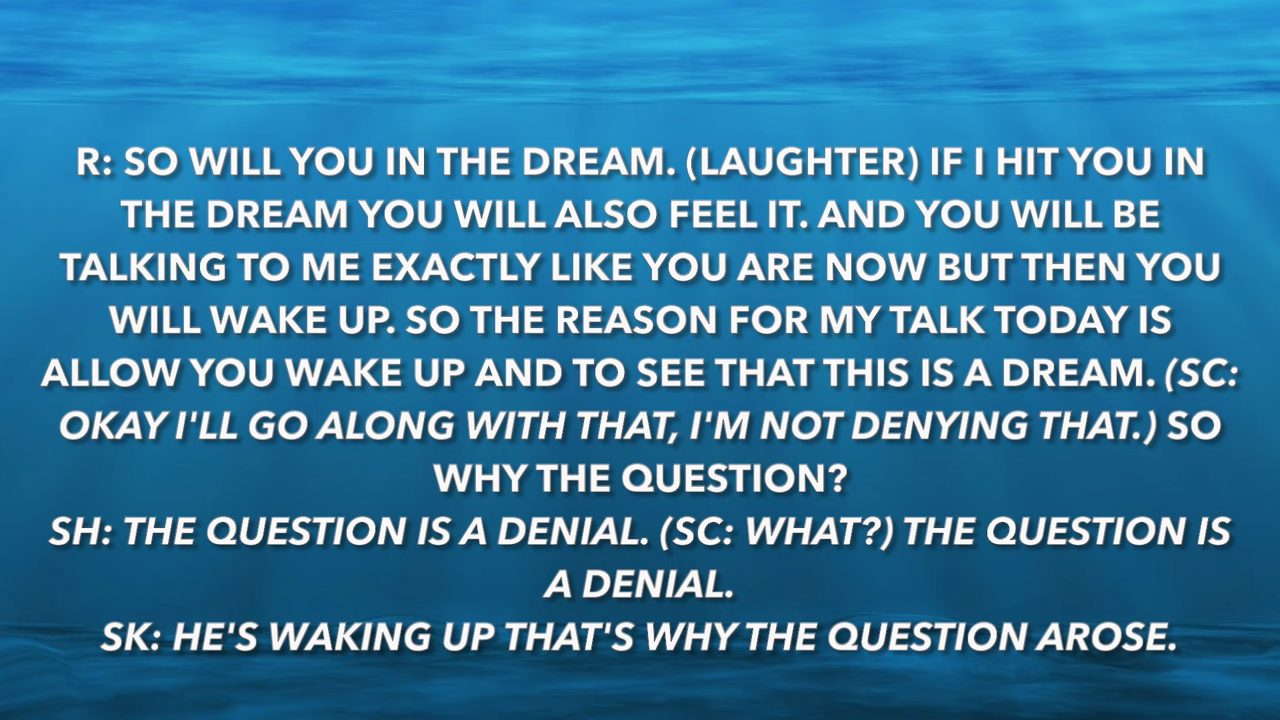 R: SO WILL YOU IN THE DREAM. (LAUGHTER) IF I HIT YOU IN
THE DREAM YOU WILL ALSO FEEL IT. AND YOU WILL BE
TALKING TO ME EXACTLY LIKE YOU ARE NOW BUT THEN YOU
WILL WAKE UP. SO THE REASON FOR MY TALK TODAY IS
ALLOW YOU WAKE UP AND TO SEE THAT THIS IS A DREAM. (SC:
OKAY I'LL GO ALONG WITH THAT, I'M NOT DENYING THAT.) SO
WHY THE QUESTION?
SH: THE QUESTION IS A DENIAL. (SC: WHAT?) THE QUESTION IS
A DENIAL.
SK: HE'S WAKING UP THAT'S WHY THE QUESTION AROSE.